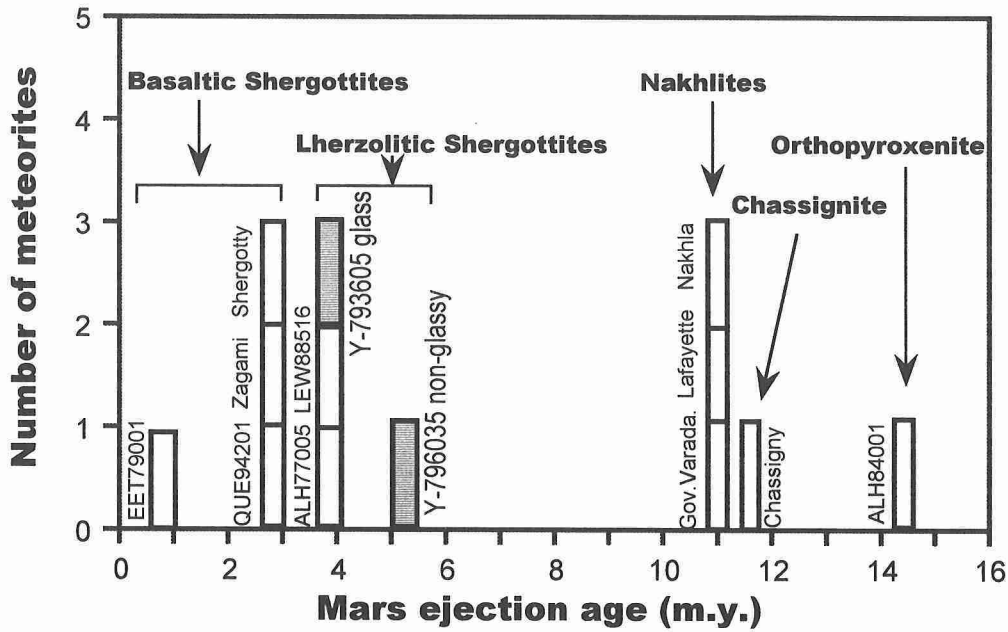 Number of meteorites
5
4
3
2
1
0
Basaltic Shergottites
Lherzolitic Shergottites
Nakhlites
Chassignite
Orthopyroxenite
EET79001
QUE94201 Zagami Shergotty
ALH77005 LEW88516
Y-793605 glass
Y-796035 non-glassy
Gov.Varada. Lafayette Nakhla
Chassigny
ALH84001
0 2 4 6 8 10 12 14 16
Mars ejection age (m.y.)